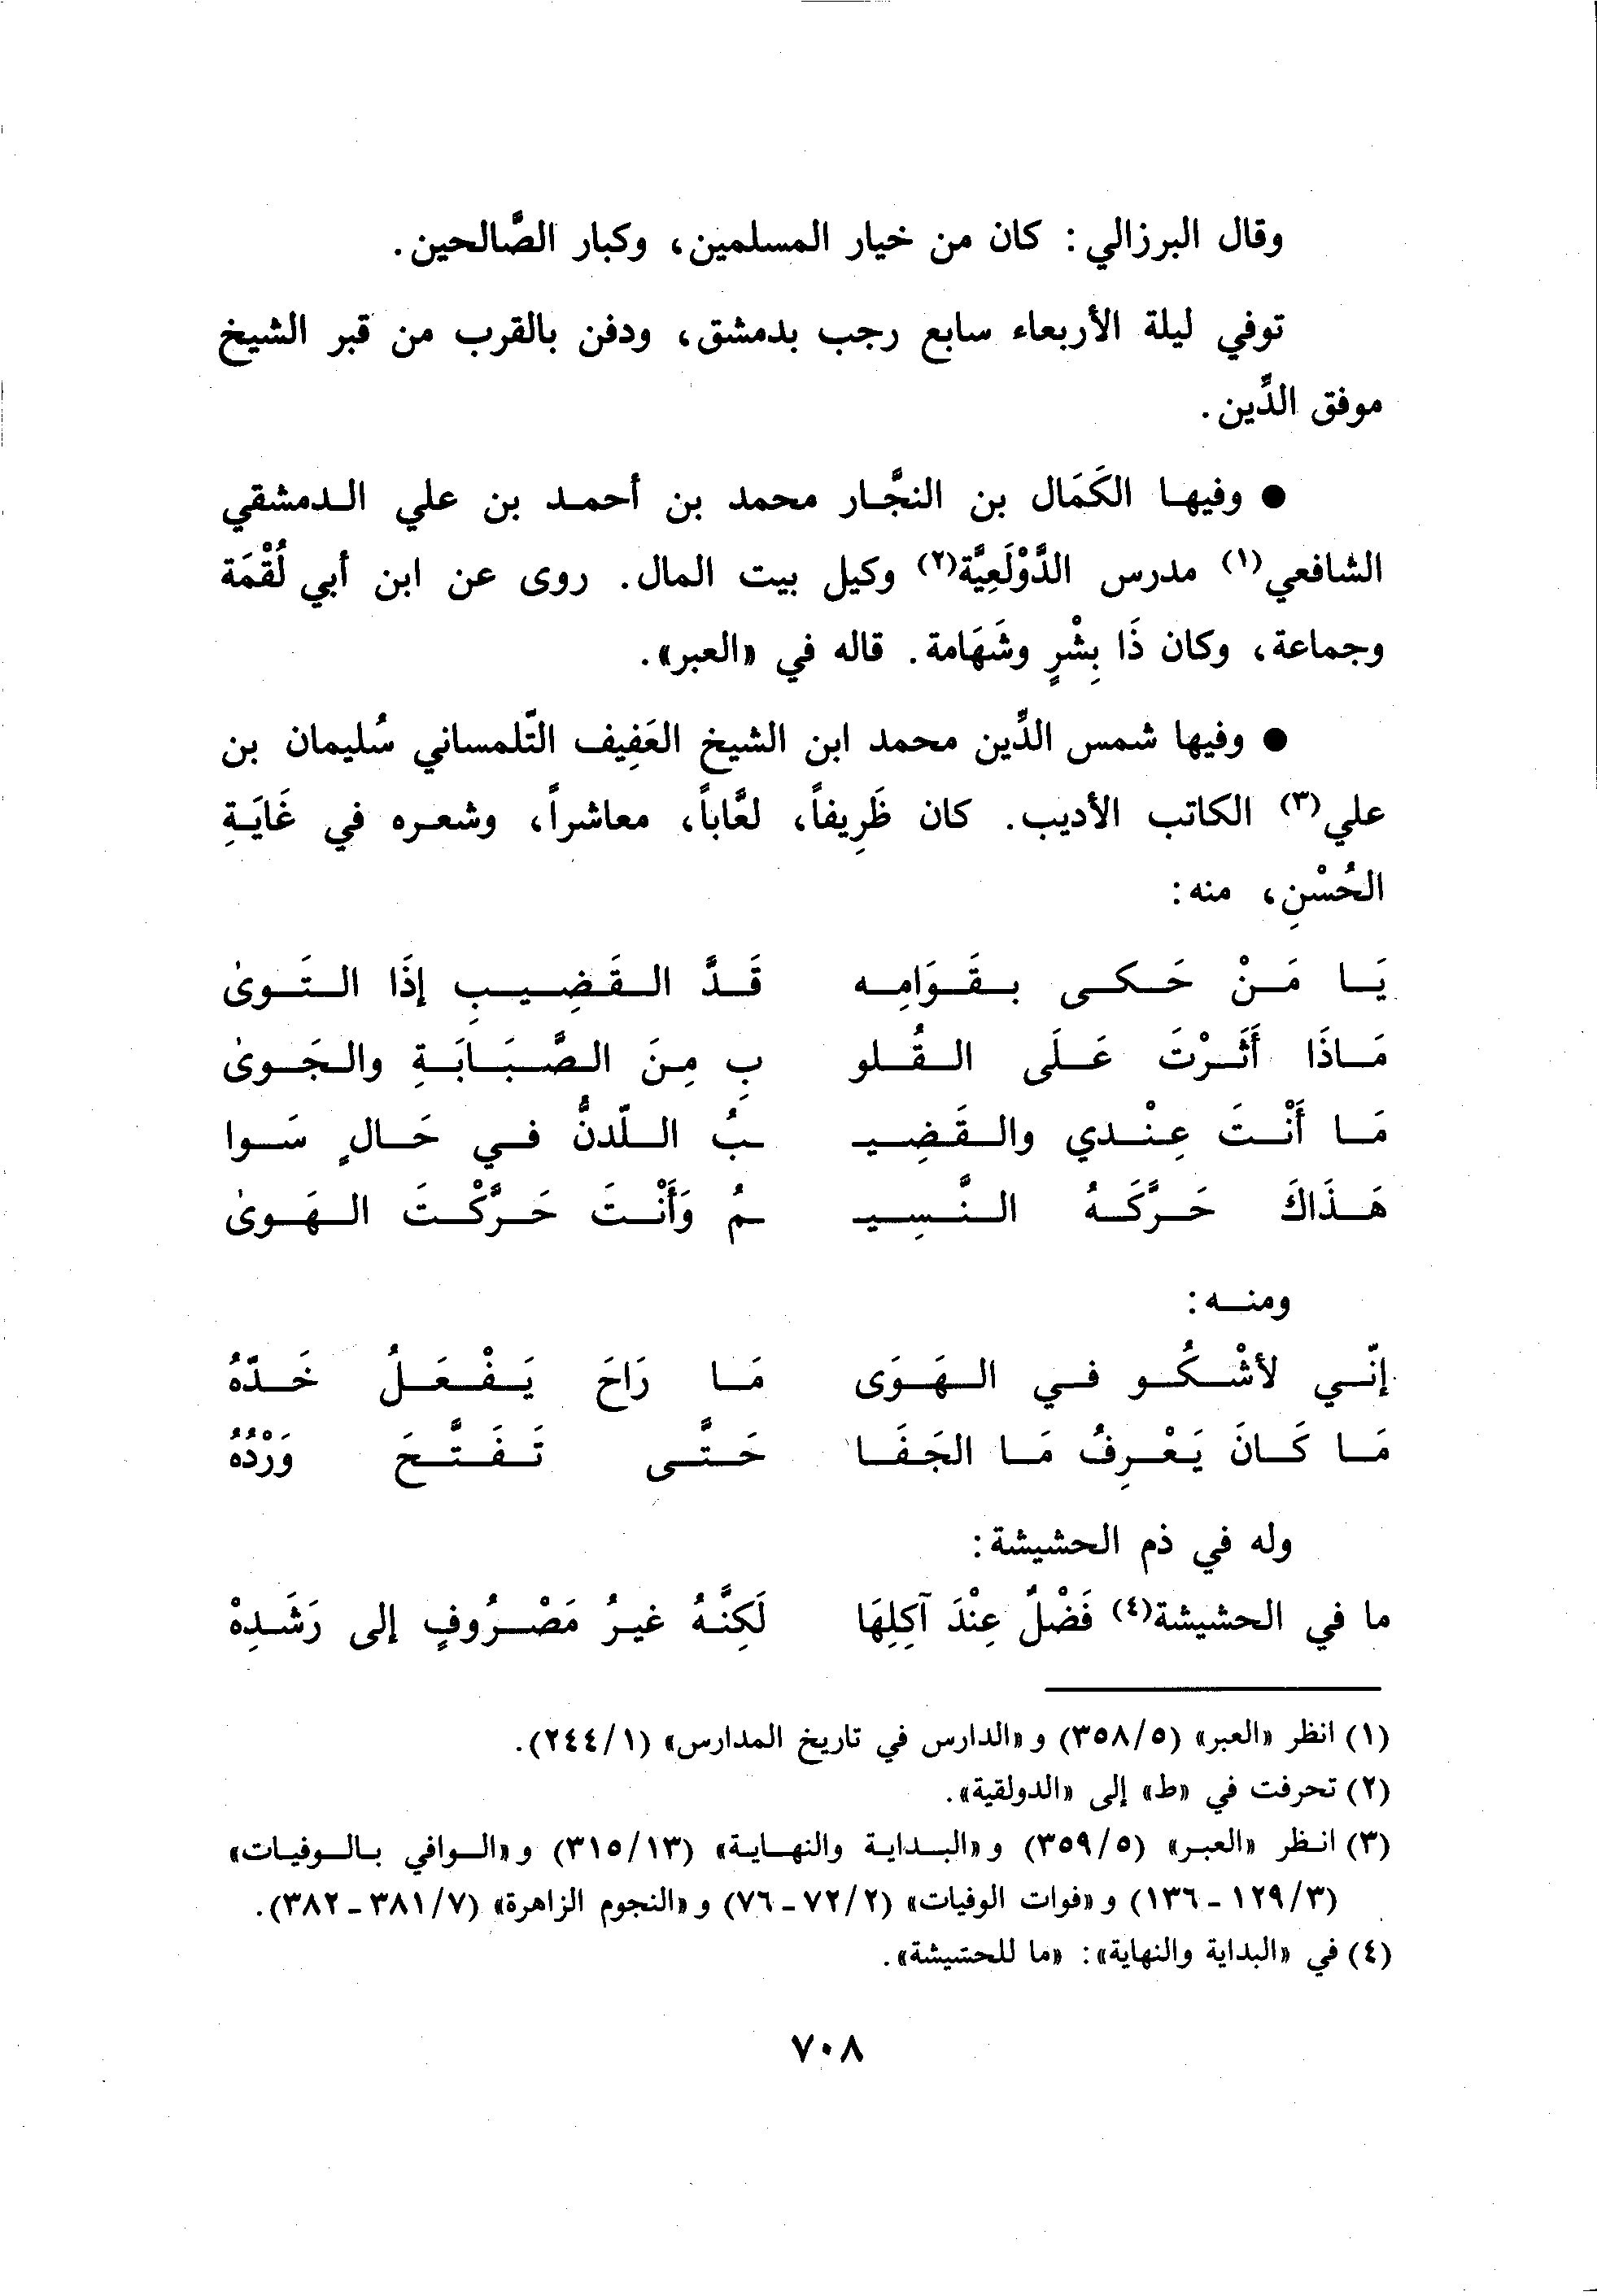 وقال البرزالي: كان من خيار المسلمين، وكبار الصَّالحين.
توفي ليلة الأربعاء سابع رجب بدمشق، ودفن بالقرب من قبر الشيخ
موفق الدِّين.
● وفيها الكَمَال بن النجَّار محمد بن أحمد بن علي الدمشقي
الشافعي(١) مدرس الدَّوْلَعِيَّة(٢) وكيل بيت المال. روى عن ابن أبي لُقْمَة
وجماعة، وكان ذَا بِشْرٍ وشَهَامة. قاله في «العبر».
● وفيها شمس الدِّين محمد ابن الشيخ العَفِيف التّلمساني سُليمان بن
علي(٣) الكاتب الأديب. كان ظَرِيفاً، لعَّاباً، معاشراً، وشعره في غَايَةِ
الحُسْنِ، منه:
يَا مَنْ حَكى بقَوَامِه قَدَّ القَضِيبِ إذَا التَوىٰ
مَاذَا أَثَرْتَ عَلَى القُلو بِ مِنَ الصَّبَابَةِ والجَوىٰ
مَا أَنْتَ عِنْدي والقَضِيـ ـبُ اللّدنُّ في حَالٍ سَوا
هَذَاكَ حَرَّكَهُ النَّسِيـ ـمُ وَأَنْتَ حَرَّكْتَ الهَوىٰ
ومنه:
إنّي لأشْكُو في الهَوَى مَا رَاحَ يَفْعَلُ خَدّهُ
مَا كَانَ يَعْرِفُ مَا الجَفَا حَتَّى تَفَتَّحَ وَرْدُهُ
وله في ذم الحشيشة:
ما في الحشيشة(٤) فَضْلٌ عِنْدَ آكِلِهَا لَكِنَّهُ غيرُ مَصْرُوفٍ إلى رَشَدِهْ
(١) انظر «العبر» (٣٥٨/٥) و«الدارس في تاريخ المدارس» (٢٤٤/١).
(٢) تحرفت في «ط» إلى «الدولقية».
(٣) انظر «العبر» (٣٥٩/٥) و«البداية والنهاية» (٣١٥/١٣) و«الوافي بالوفيات»
(١٢٩/٣ - ١٣٦) و«فوات الوفيات» (٧٢/٢ - ٧٦) و«النجوم الزاهرة» (٣٨١/٧ - ٣٨٢).
(٤) في «البداية والنهاية»: «ما للحشيشة».
٧٠٨